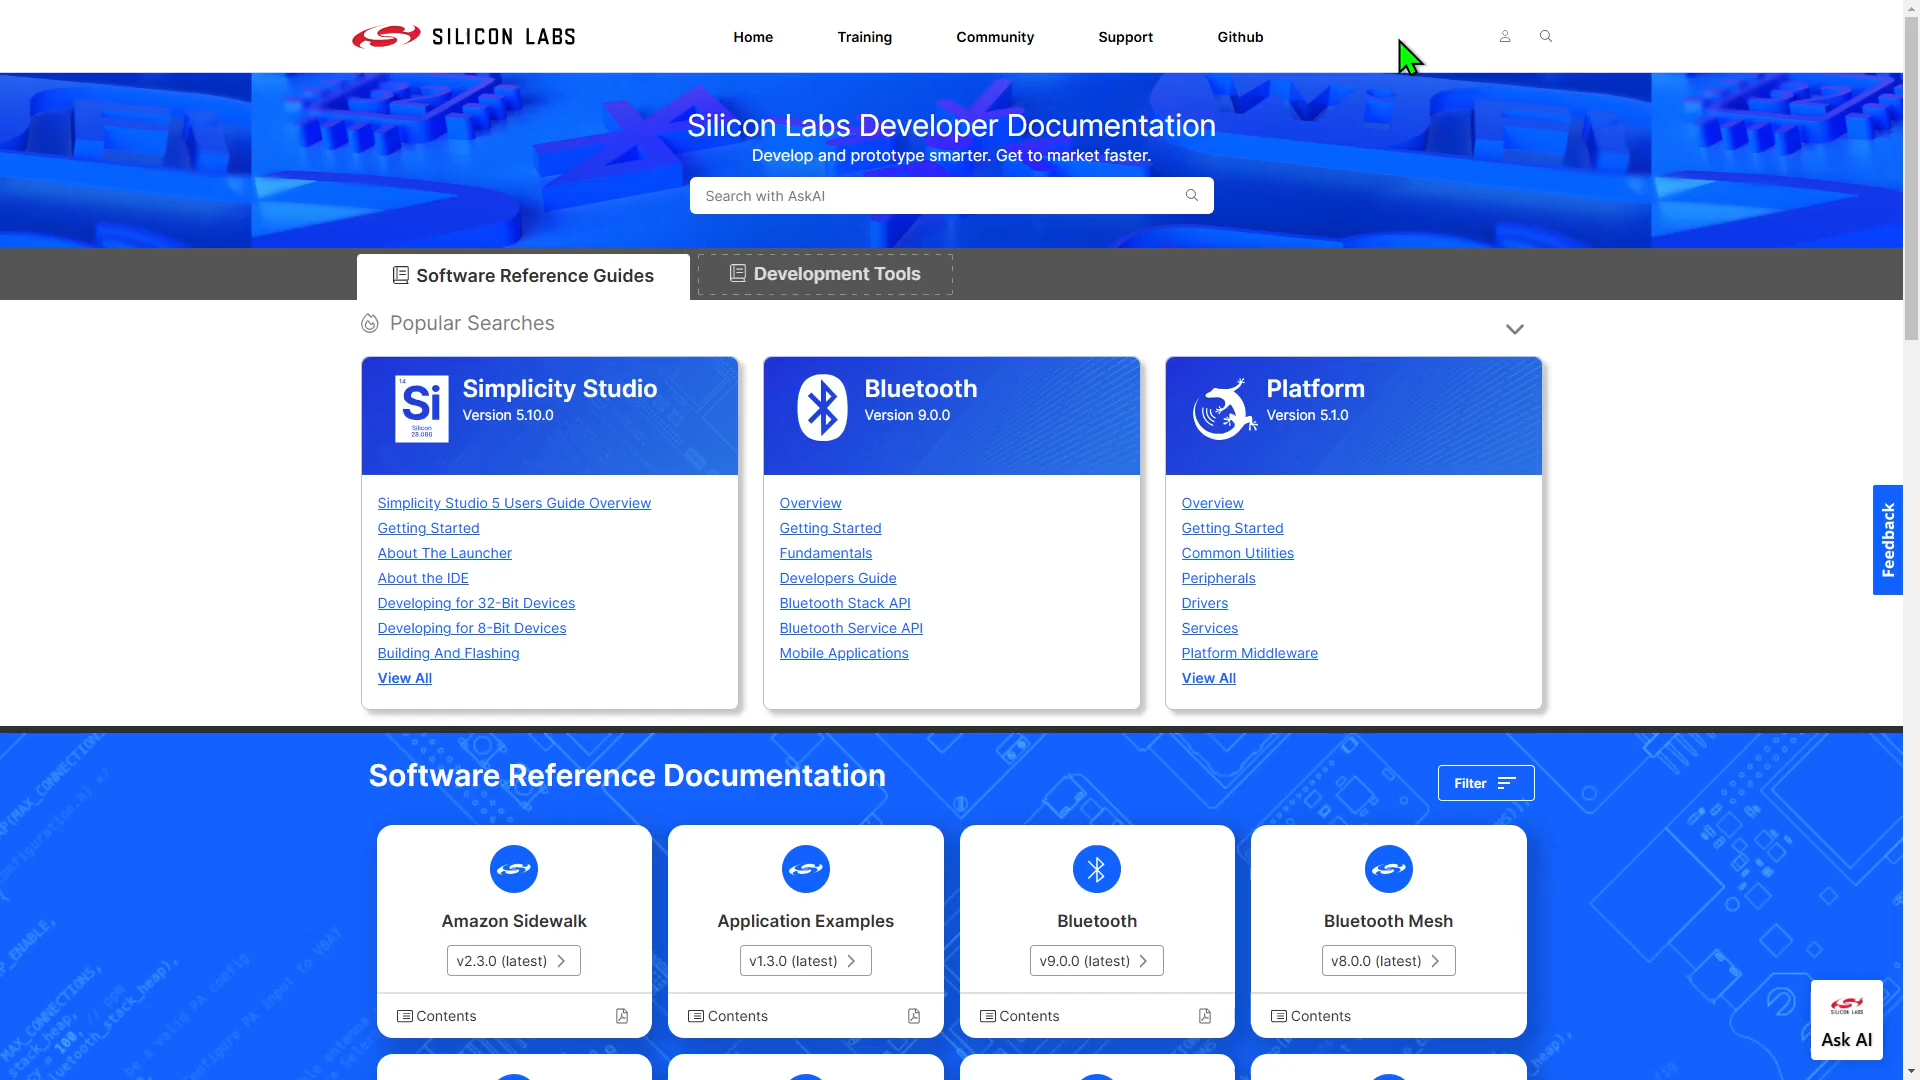 SILICON LABS
Home
Training
Community
Support
Github
Silicon Labs Developer Documentation
Develop and prototype smarter. Get to market faster.
Search with AskAI
Software Reference Guides
Development Tools
Popular Searches
14
Si
Silicon
28.086
Simplicity Studio
Version 5.10.0
Simplicity Studio 5 Users Guide Overview
Getting Started
About The Launcher
About the IDE
Developing for 32-Bit Devices
Developing for 8-Bit Devices
Building And Flashing
View All
Bluetooth
Version 9.0.0
Overview
Getting Started
Fundamentals
Developers Guide
Bluetooth Stack API
Bluetooth Service API
Mobile Applications
Platform
Version 5.1.0
Overview
Getting Started
Common Utilities
Peripherals
Drivers
Services
Platform Middleware
View All
Feedback
Software Reference Documentation
Filter
Amazon Sidewalk
v2.3.0 (latest)
Contents
Application Examples
v1.3.0 (latest)
Contents
Bluetooth
v9.0.0 (latest)
Contents
Bluetooth Mesh
v8.0.0 (latest)
Contents
SILICON LABS
Ask AI